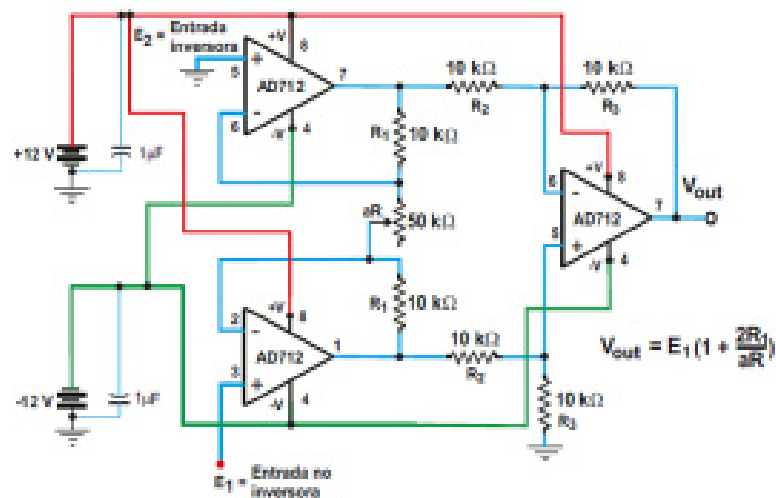 E2 = Entrada
inversora
+V
8
5
+
AD712
7
-
6
-V
4
10 kΩ
R2
10 kΩ
R3
R1
10 kΩ
+12 V
1µF
aR
50 kΩ
+V
8
6
-
AD712
7
Vout
5
+
-V
4
R1
10 kΩ
+V
8
2
-
AD712
1
3
+
-V
4
10 kΩ
R2
Vout = E1 (1 + 2R1/aR)
-12 V
1µF
10 kΩ
R3
E1 = Entrada no
inversora